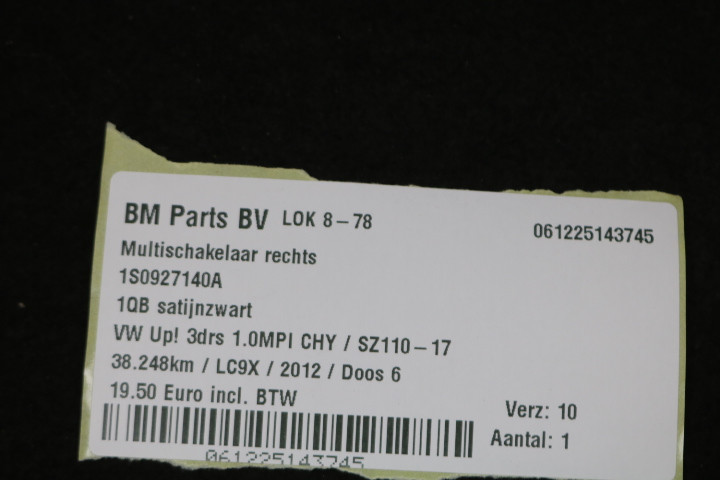 BM Parts BV LOK 8-78 061225143745
Multischakelaar rechts
1S0927140A
1QB satijnzwart
VW Up! 3drs 1.0MPI CHY / SZ110-17
38.248km / LC9X / 2012 / Doos 6
19.50 Euro incl. BTW
Verz: 10
Aantal: 1
061225143745